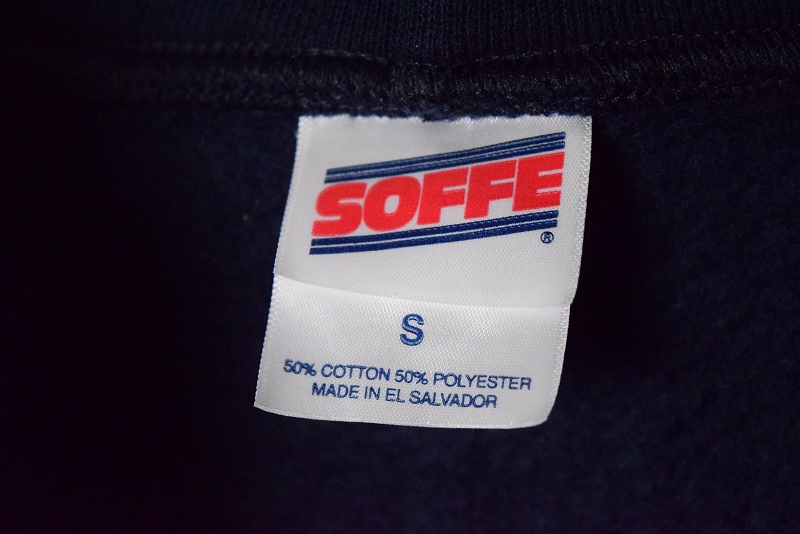 SOFFE
®
S
50% COTTON 50% POLYESTER
MADE IN EL SALVADOR